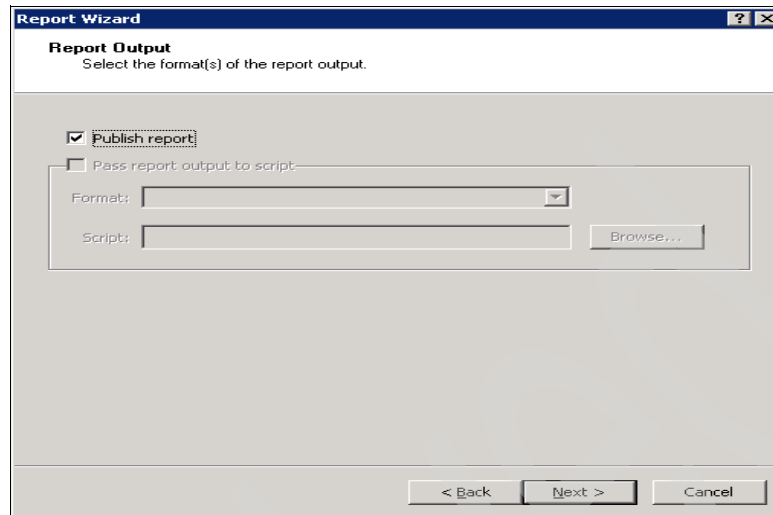 Report Wizard
Report Output
Select the format(s) of the report output.
Publish report
Pass report output to script
Format:
Script:
Browse...
< Back
Next >
Cancel